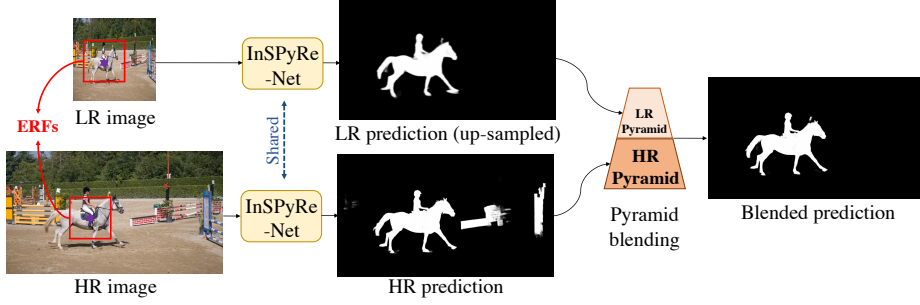 InSPyRe
-Net
LR image
ERFs
LR prediction (up-sampled)
LR
Pyramid
HR
Pyramid
Shared
InSPyRe
-Net
Pyramid
blending
Blended prediction
HR image
HR prediction